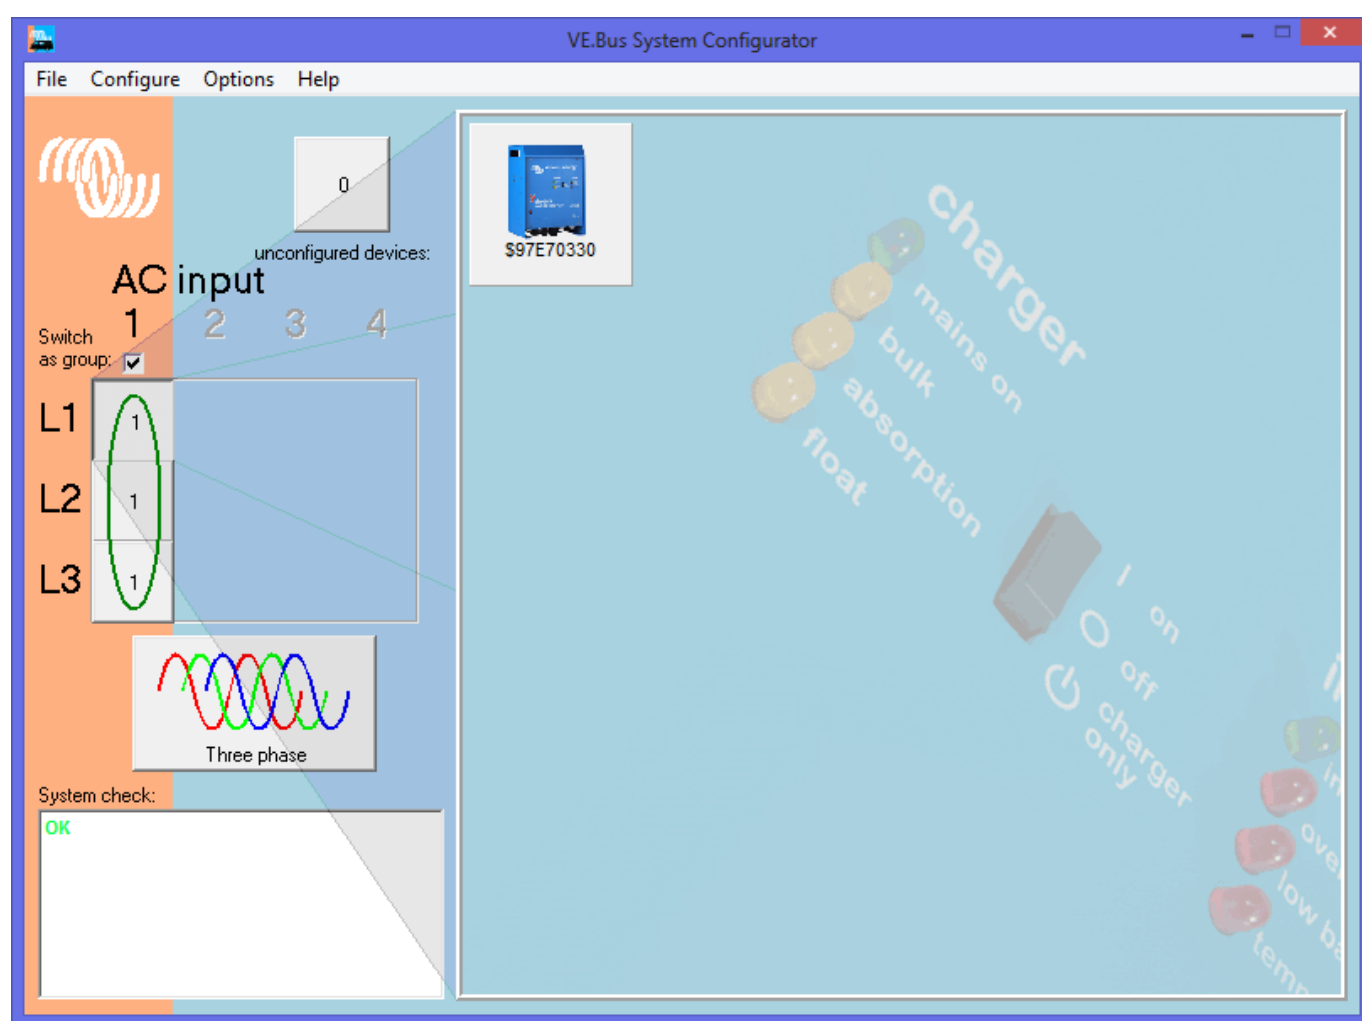 VE.Bus System Configurator
File Configure Options Help
0
unconfigured devices:
AC input
Switch as group:
1 2 3 4
L1 1
L2 1
L3 1
Three phase
System check:
OK
$97E70330
charger
mains on
bulk
absorption
float
I on
off
charger
only
low